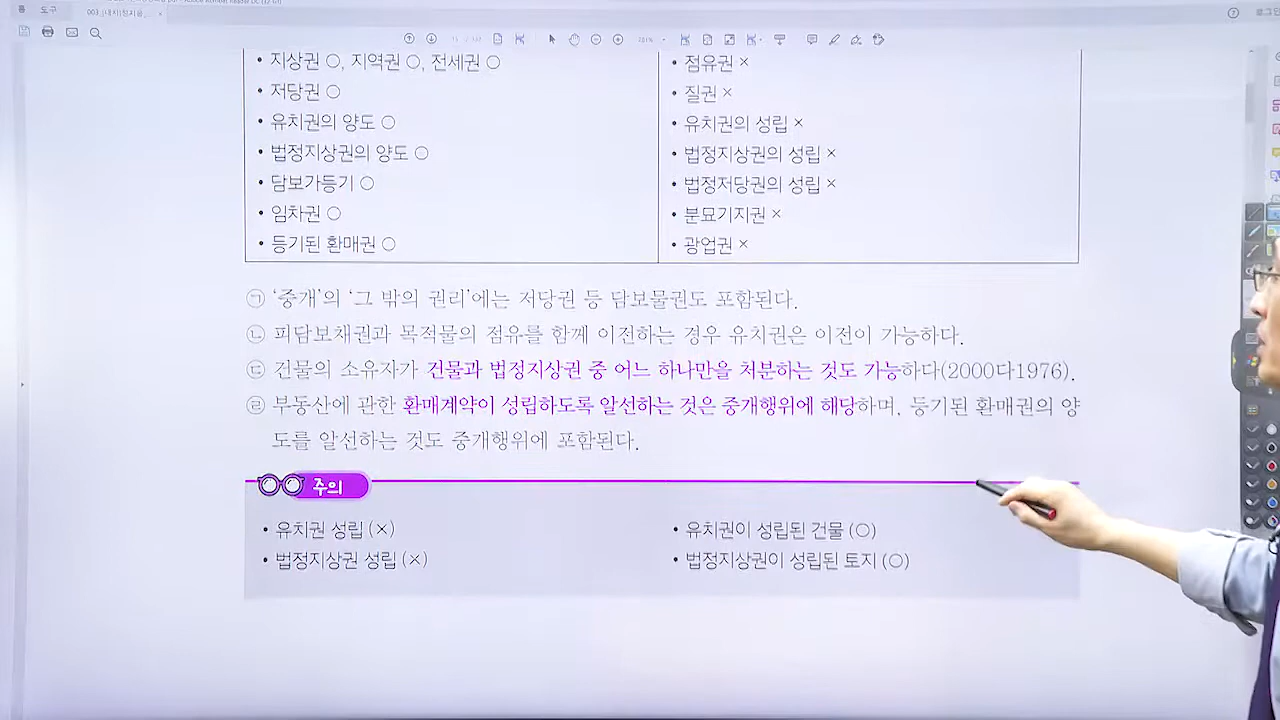 홈 도구
003_(내지)정지웅_
• 지상권 ○, 지역권 ○, 전세권 ○
• 저당권 ○
• 유치권의 양도 ○
• 법정지상권의 양도 ○
• 담보가등기 ○
• 임차권 ○
• 등기된 환매권 ○
• 점유권 ×
• 질권 ×
• 유치권의 성립 ×
• 법정지상권의 성립 ×
• 법정저당권의 성립 ×
• 분묘기지권 ×
• 광업권 ×
㉠ ‘중개’의 ‘그 밖의 권리’에는 저당권 등 담보물권도 포함된다.
㉡ 피담보채권과 목적물의 점유를 함께 이전하는 경우 유치권은 이전이 가능하다.
㉢ 건물의 소유자가 건물과 법정지상권 중 어느 하나만을 처분하는 것도 가능하다(2000다1976).
㉣ 부동산에 관한 환매계약이 성립하도록 알선하는 것은 중개행위에 해당하며, 등기된 환매권의 양
도를 알선하는 것도 중개행위에 포함된다.
주의
• 유치권 성립 (×)
• 법정지상권 성립 (×)
• 유치권이 성립된 건물 (○)
• 법정지상권이 성립된 토지 (○)